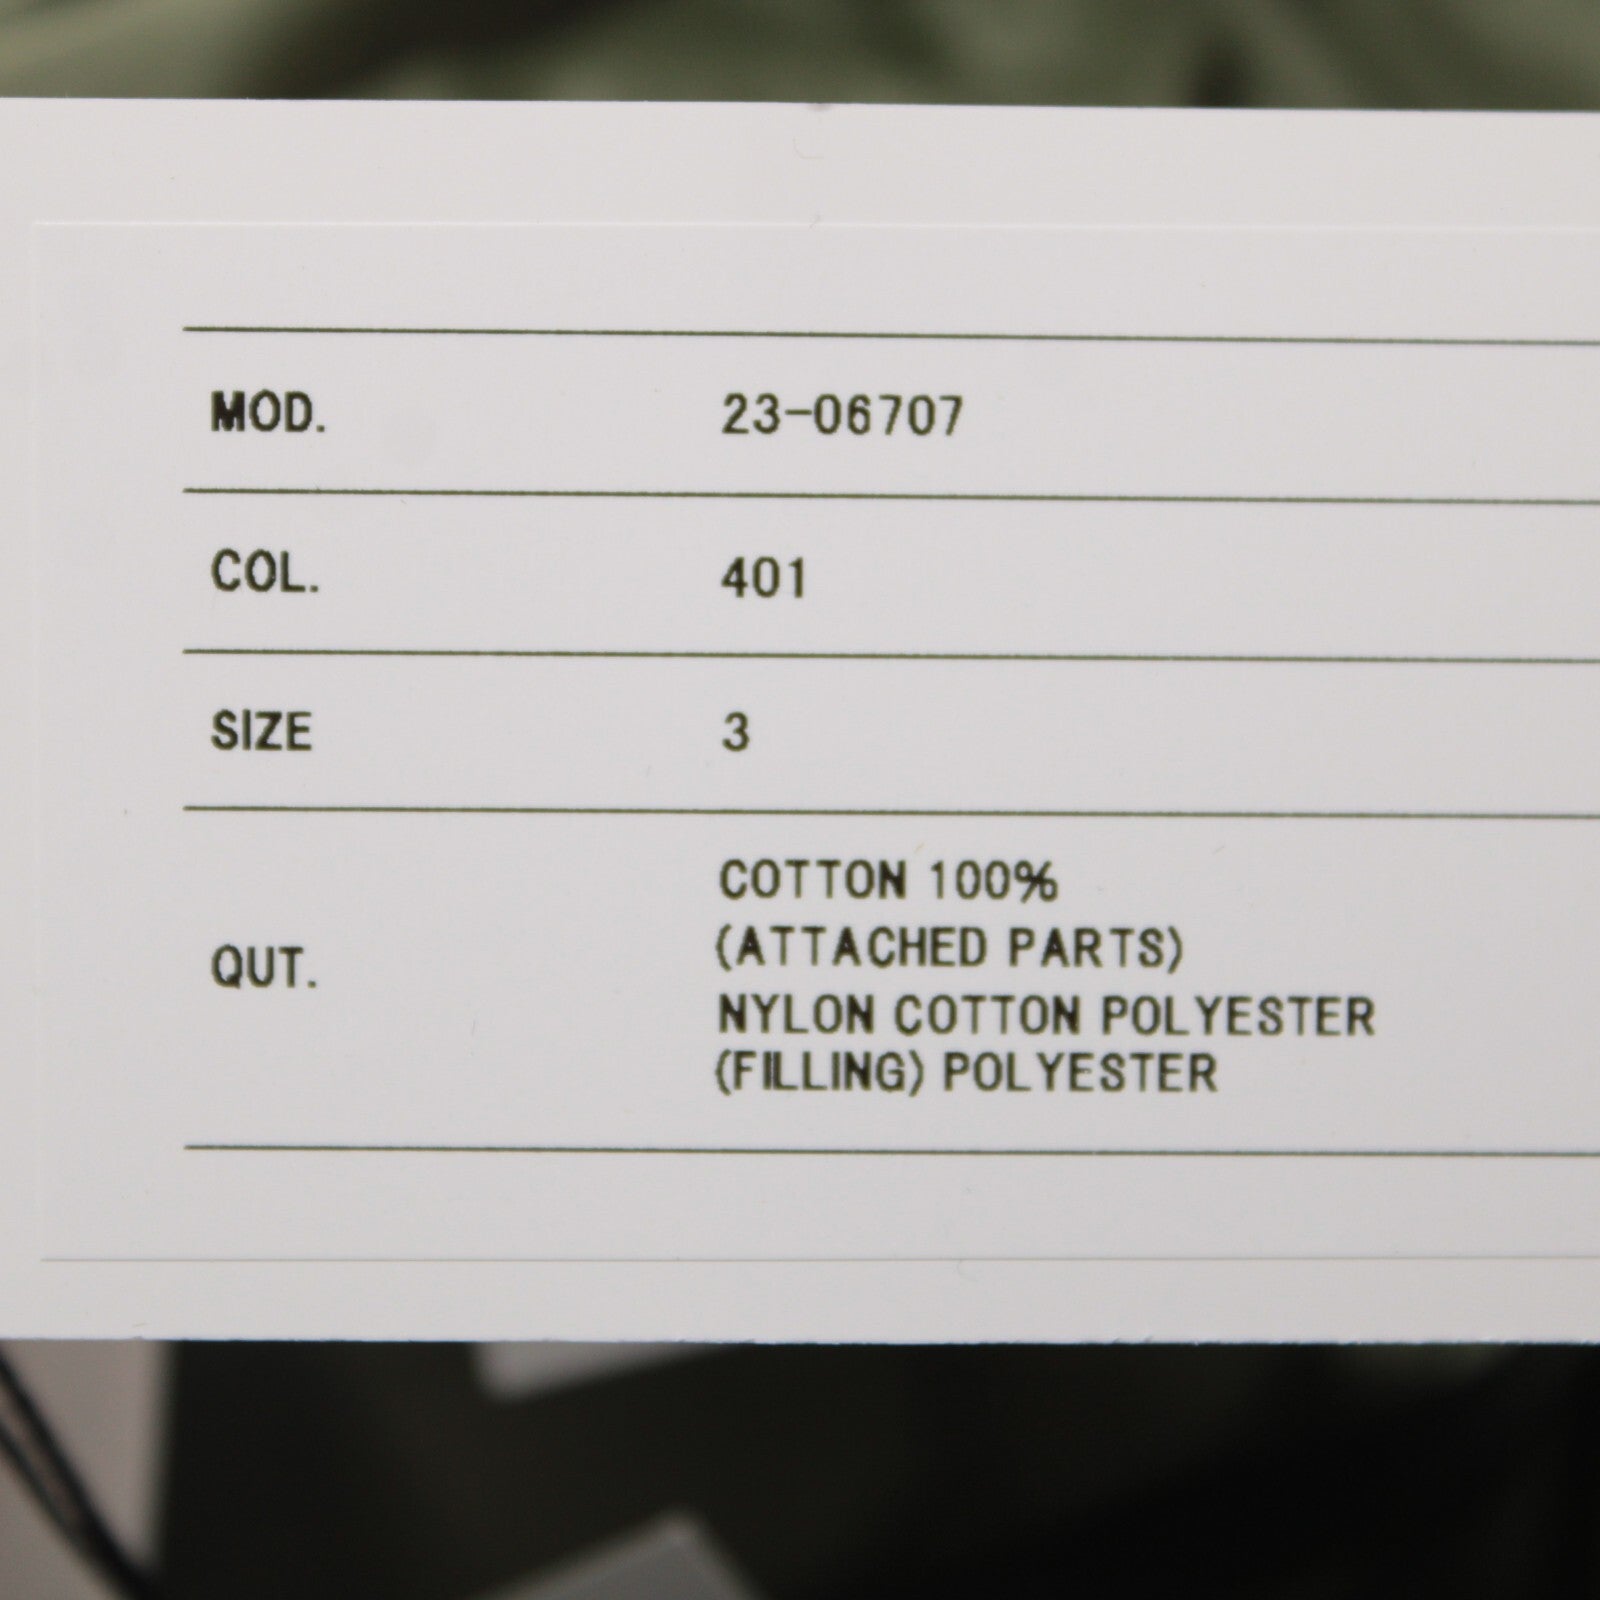 MOD. 23-06707
COL. 401
SIZE 3
QUT. COTTON 100%
(ATTACHED PARTS)
NYLON COTTON POLYESTER
(FILLING) POLYESTER